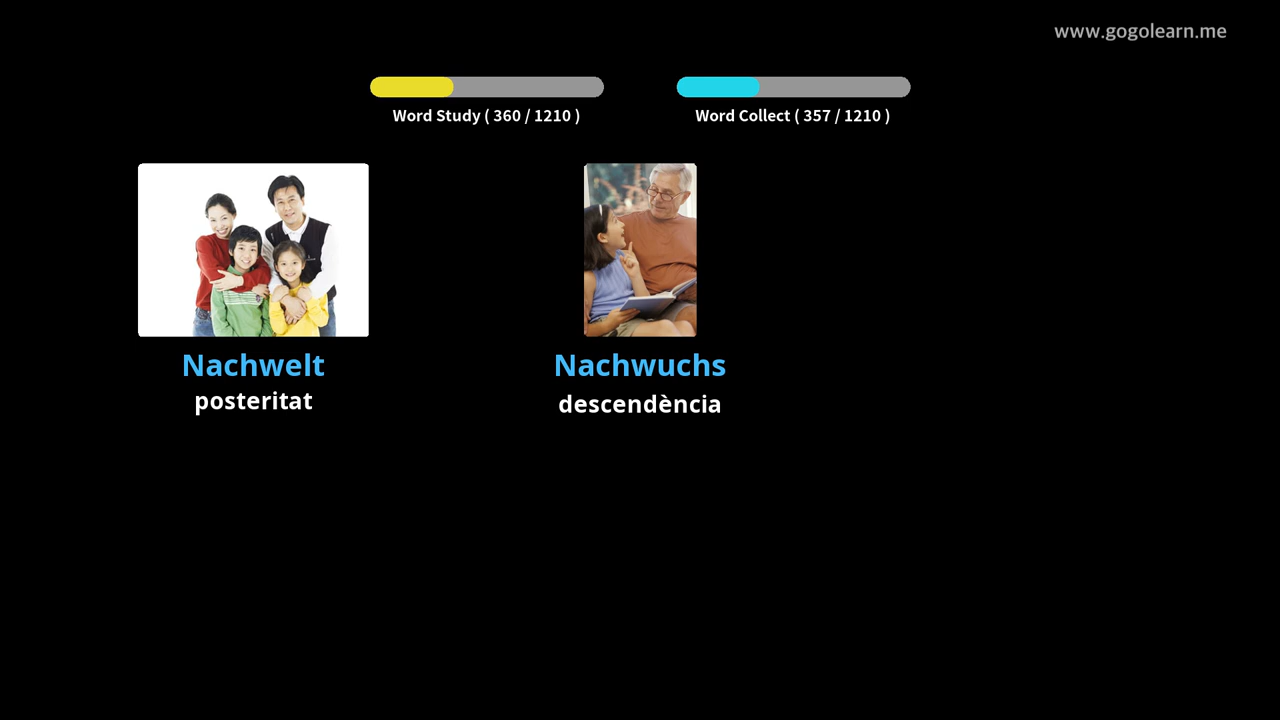 www.gogolearn.me
Word Study ( 360 / 1210 )
Word Collect ( 357 / 1210 )
Nachwelt
posteritat
Nachwuchs
descendència